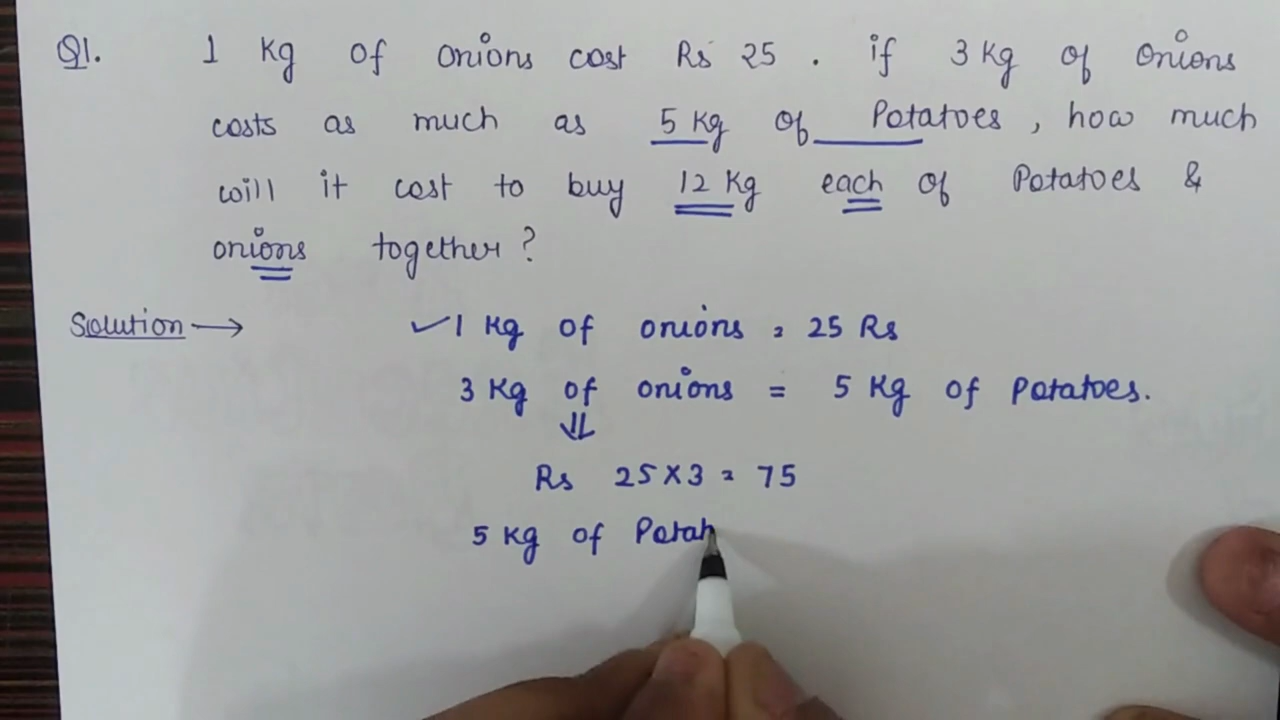 Q1. 1 Kg of onions cost Rs 25 . if 3 Kg of onions
costs as much as 5 Kg of Potatoes , how much
will it cost to buy 12 Kg each of Potatoes &
onions together ?
Solution → ✓1 Kg of onions = 25 Rs
3 Kg of onions = 5 Kg of Potatoes.
⇓
Rs 25 × 3 = 75
5 Kg of Potat